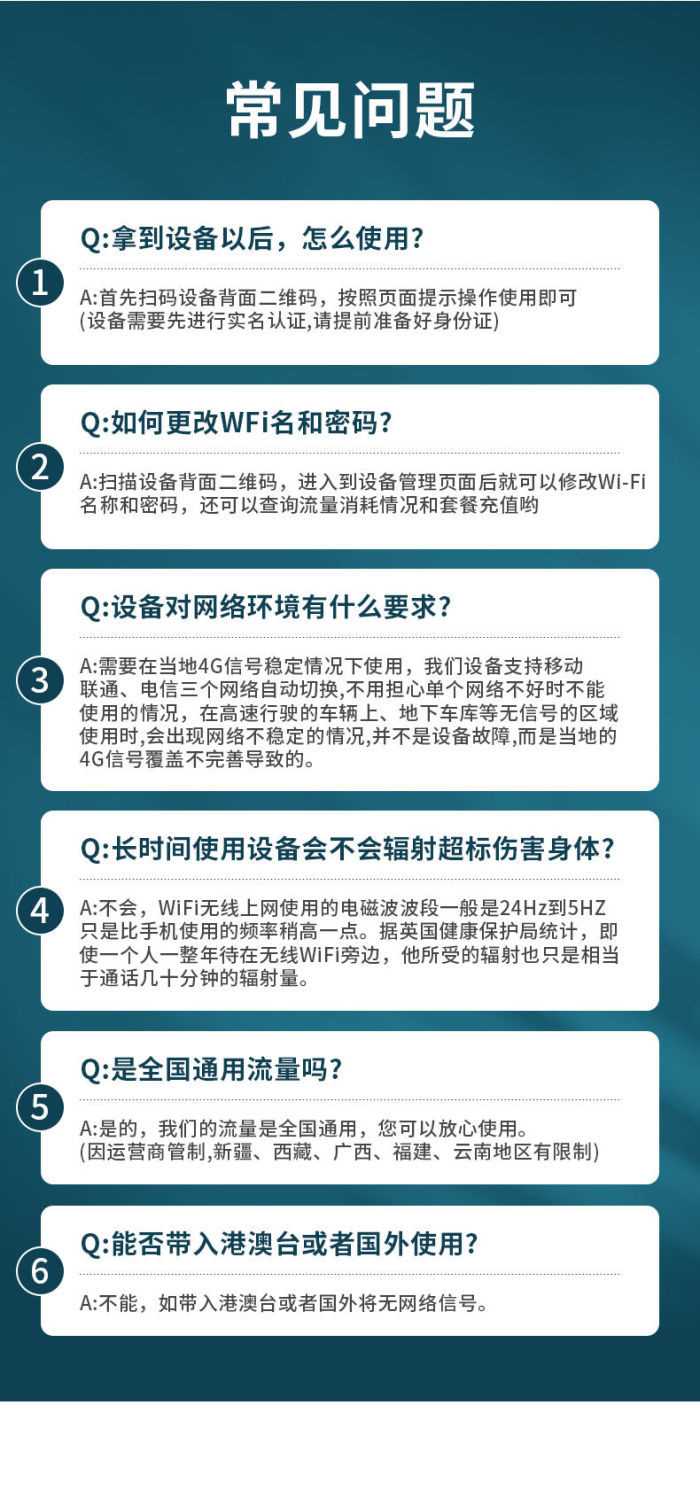 常见问题
Q:拿到设备以后，怎么使用?
1
A:首先扫码设备背面二维码，按照页面提示操作使用即可
(设备需要先进行实名认证,请提前准备好身份证)
Q:如何更改WFi名和密码?
2
A:扫描设备背面二维码，进入到设备管理页面后就可以修改Wi-Fi
名称和密码，还可以查询流量消耗情况和套餐充值哟
Q:设备对网络环境有什么要求?
3
A:需要在当地4G信号稳定情况下使用，我们设备支持移动
联通、电信三个网络自动切换,不用担心单个网络不好时不能
使用的情况，在高速行驶的车辆上、地下车库等无信号的区域
使用时,会出现网络不稳定的情况,并不是设备故障,而是当地的
4G信号覆盖不完善导致的。
Q:长时间使用设备会不会辐射超标伤害身体?
4
A:不会，WiFi无线上网使用的电磁波波段一般是24Hz到5HZ
只是比手机使用的频率稍高一点。据英国健康保护局统计，即
使一个人一整年待在无线WiFi旁边，他所受的辐射也只是相当
于通话几十分钟的辐射量。
Q:是全国通用流量吗?
5
A:是的，我们的流量是全国通用，您可以放心使用。
(因运营商管制,新疆、西藏、广西、福建、云南地区有限制)
Q:能否带入港澳台或者国外使用?
6
A:不能，如带入港澳台或者国外将无网络信号。